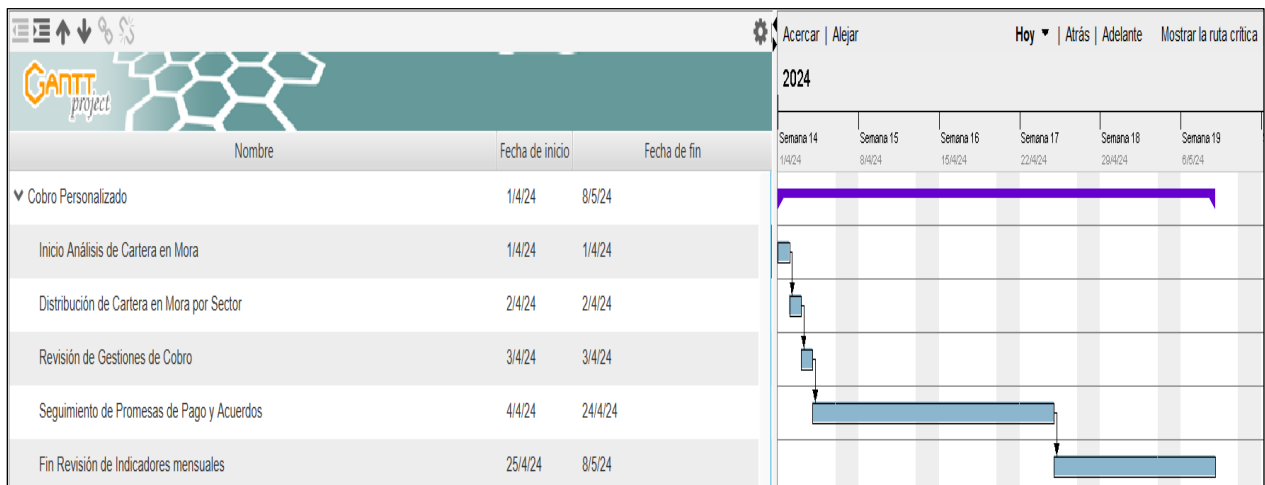 Acercar | Alejar Hoy ▼ | Atrás | Adelante Mostrar la ruta crítica
GANTT project
2024
Nombre Fecha de inicio Fecha de fin
Semana 14 Semana 15 Semana 16 Semana 17 Semana 18 Semana 19
1/4/24 8/4/24 15/4/24 22/4/24 29/4/24 6/5/24
Cobro Personalizado 1/4/24 8/5/24
Inicio Análisis de Cartera en Mora 1/4/24 1/4/24
Distribución de Cartera en Mora por Sector 2/4/24 2/4/24
Revisión de Gestiones de Cobro 3/4/24 3/4/24
Seguimiento de Promesas de Pago y Acuerdos 4/4/24 24/4/24
Fin Revisión de Indicadores mensuales 25/4/24 8/5/24